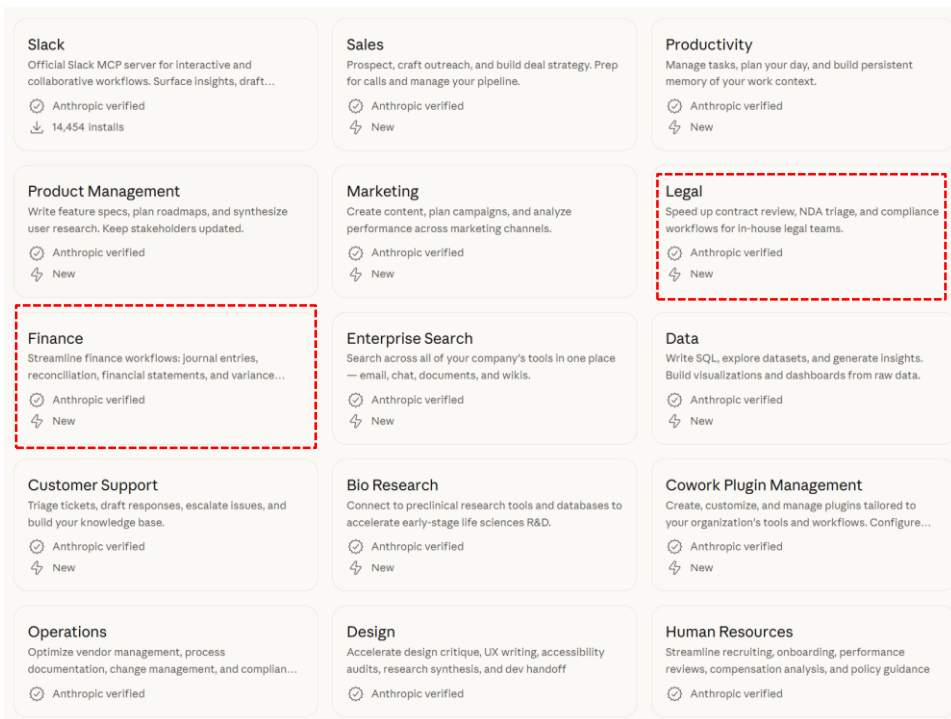 Slack
Official Slack MCP server for interactive and
collaborative workflows. Surface insights, draft...
Anthropic verified
14,454 installs
Sales
Prospect, craft outreach, and build deal strategy. Prep
for calls and manage your pipeline.
Anthropic verified
New
Productivity
Manage tasks, plan your day, and build persistent
memory of your work context.
Anthropic verified
New
Product Management
Write feature specs, plan roadmaps, and synthesize
user research. Keep stakeholders updated.
Anthropic verified
New
Marketing
Create content, plan campaigns, and analyze
performance across marketing channels.
Anthropic verified
New
Legal
Speed up contract review, NDA triage, and compliance
workflows for in-house legal teams.
Anthropic verified
New
Finance
Streamline finance workflows: journal entries,
reconciliation, financial statements, and variance...
Anthropic verified
New
Enterprise Search
Search across all of your company's tools in one place
— email, chat, documents, and wikis.
Anthropic verified
New
Data
Write SQL, explore datasets, and generate insights.
Build visualizations and dashboards from raw data.
Anthropic verified
New
Customer Support
Triage tickets, draft responses, escalate issues, and
build your knowledge base.
Anthropic verified
New
Bio Research
Connect to preclinical research tools and databases to
accelerate early-stage life sciences R&D.
Anthropic verified
New
Cowork Plugin Management
Create, customize, and manage plugins tailored to
your organization's tools and workflows. Configure...
Anthropic verified
New
Operations
Optimize vendor management, process
documentation, change management, and complian...
Anthropic verified
Design
Accelerate design critique, UX writing, accessibility
audits, research synthesis, and dev handoff
Anthropic verified
Human Resources
Streamline recruiting, onboarding, performance
reviews, compensation analysis, and policy guidance
Anthropic verified